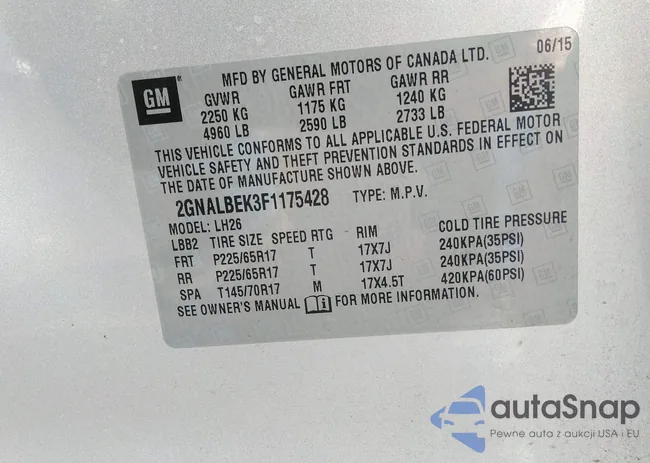 GM
MFD BY GENERAL MOTORS OF CANADA LTD. 06/15
GVWR GAWR FRT GAWR RR
2250 KG 1175 KG 1240 KG
4960 LB 2590 LB 2733 LB
THIS VEHICLE CONFORMS TO ALL APPLICABLE U.S. FEDERAL MOTOR
VEHICLE SAFETY AND THEFT PREVENTION STANDARDS IN EFFECT ON
THE DATE OF MANUFACTURE SHOWN ABOVE.
2GNALBEK3F1175428 TYPE: M.P.V.
MODEL: LH26
LBB2 TIRE SIZE SPEED RTG RIM COLD TIRE PRESSURE
FRT P225/65R17 T 17X7J 240KPA(35PSI)
RR P225/65R17 T 17X7J 240KPA(35PSI)
SPA T145/70R17 M 17X4.5T 420KPA(60PSI)
SEE OWNER'S MANUAL FOR MORE INFORMATION.
autaSnap
Pewne auta z aukcji USA i EU